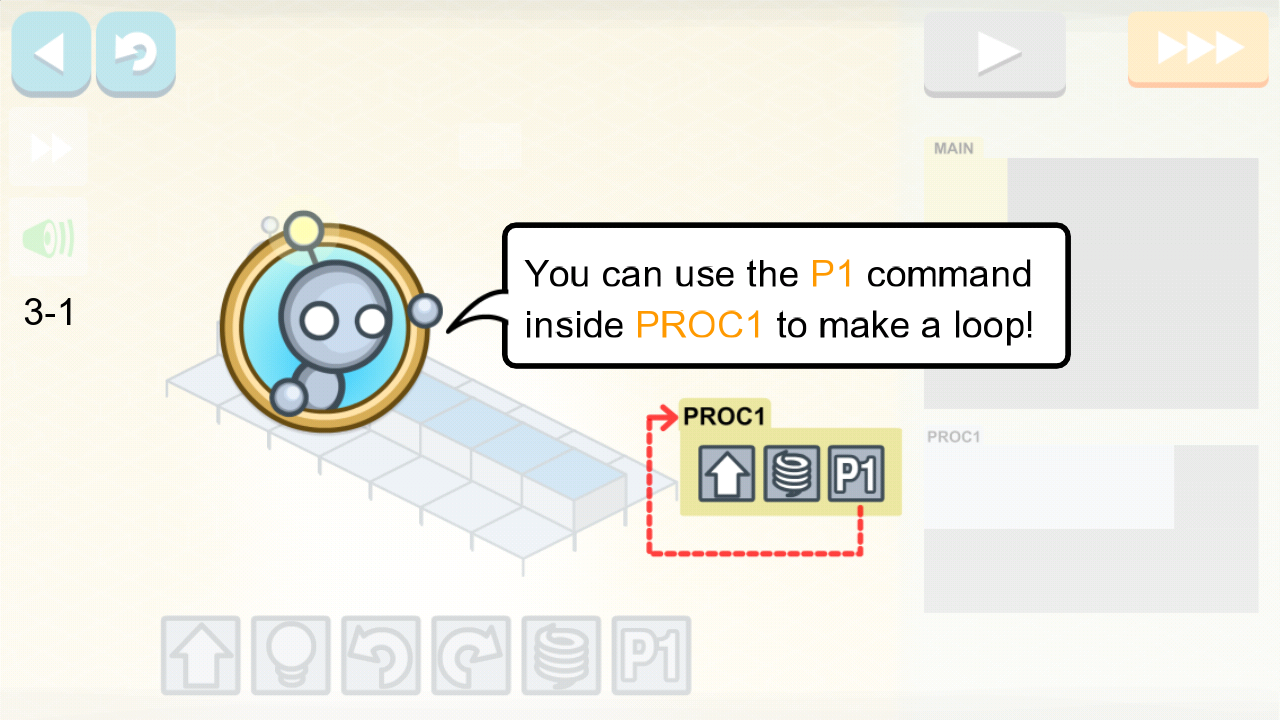 MAIN
You can use the P1 command
inside PROC1 to make a loop!
3-1
PROC1
PROC1
P1
P1